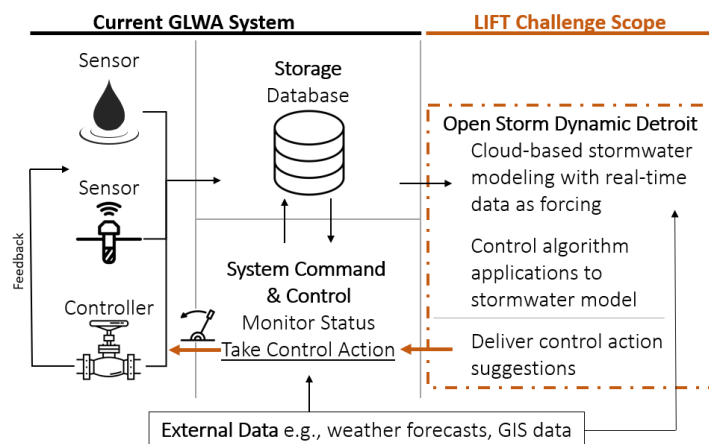 Current GLWA System
LIFT Challenge Scope
Sensor
Sensor
Feedback
Controller
Storage
Database
System Command
& Control
Monitor Status
Take Control Action
Open Storm Dynamic Detroit
Cloud-based stormwater
modeling with real-time
data as forcing
Control algorithm
applications to
stormwater model
Deliver control action
suggestions
External Data e.g., weather forecasts, GIS data